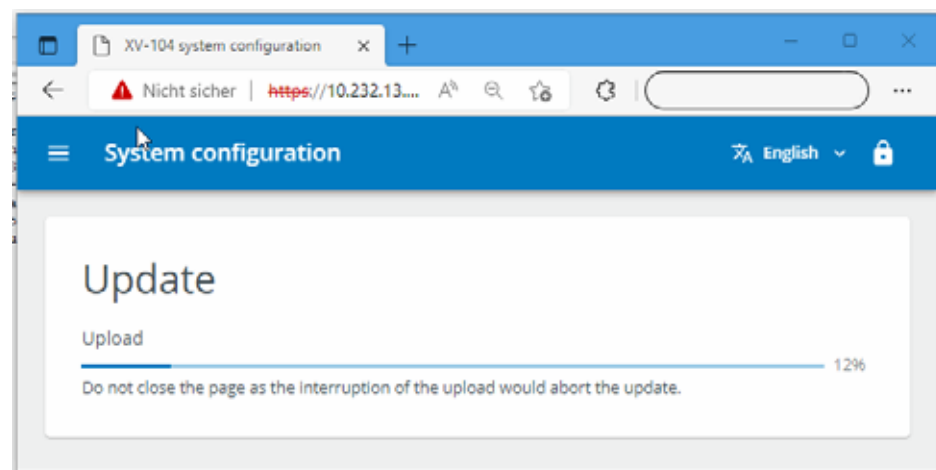 XV-104 system configuration
Nicht sicher | https://10.232.13....
System configuration
English
Update
Upload
12%
Do not close the page as the interruption of the upload would abort the update.